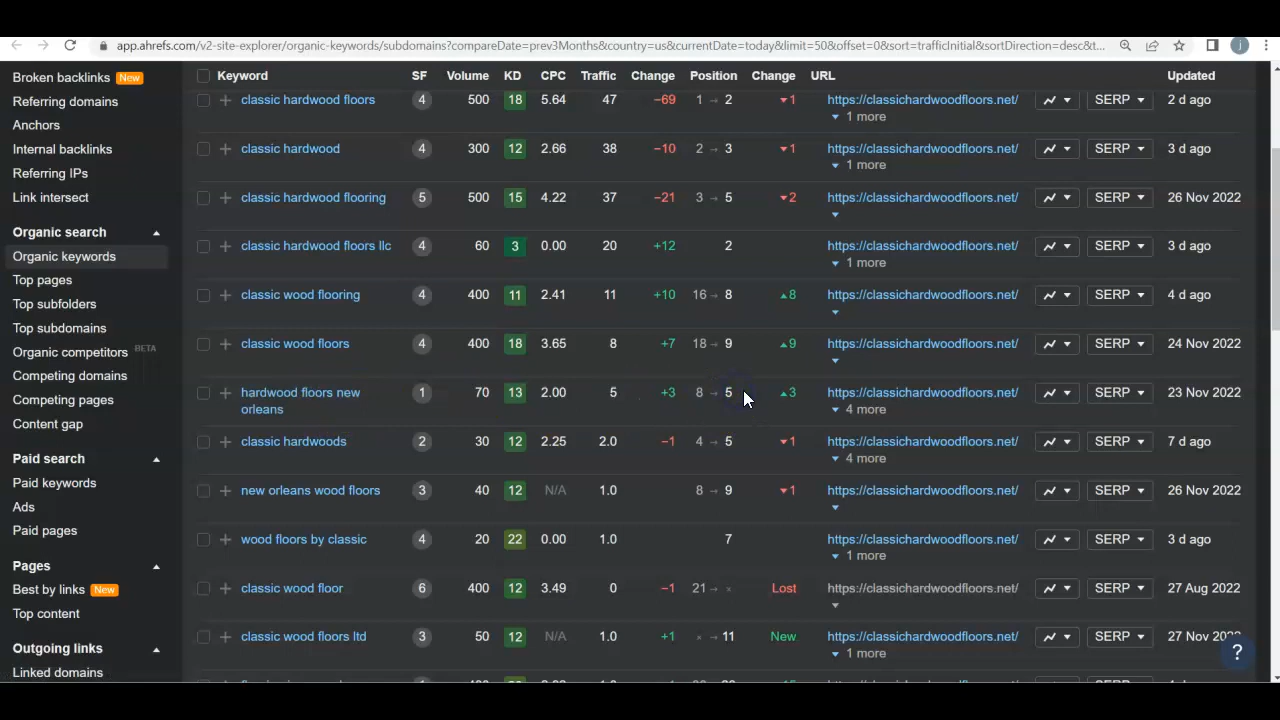 app.ahrefs.com/v2-site-explorer/organic-keywords/subdomains?compareDate=prev3Months&country=us&currentDate=today&limit=50&offset=0&sort=trafficInitial&sortDirection=desc&t...
j
Broken backlinks New
Referring domains
Anchors
Internal backlinks
Referring IPs
Link intersect
Organic search
Organic keywords
Top pages
Top subfolders
Top subdomains
Organic competitors BETA
Competing domains
Competing pages
Content gap
Paid search
Paid keywords
Ads
Paid pages
Pages
Best by links New
Top content
Outgoing links
Linked domains
Keyword SF Volume KD CPC Traffic Change Position Change URL Updated
classic hardwood floors 4 500 18 5.64 47 −69 1 → 2 ▼1 https://classichardwoodfloors.net/ SERP 2 d ago
▼ 1 more
classic hardwood 4 300 12 2.66 38 −10 2 → 3 ▼1 https://classichardwoodfloors.net/ SERP 3 d ago
▼ 1 more
classic hardwood flooring 5 500 15 4.22 37 −21 3 → 5 ▼2 https://classichardwoodfloors.net/ SERP 26 Nov 2022
▼
classic hardwood floors llc 4 60 3 0.00 20 +12 2 https://classichardwoodfloors.net/ SERP 3 d ago
▼ 1 more
classic wood flooring 4 400 11 2.41 11 +10 16 → 8 ▲8 https://classichardwoodfloors.net/ SERP 4 d ago
▼
classic wood floors 4 400 18 3.65 8 +7 18 → 9 ▲9 https://classichardwoodfloors.net/ SERP 24 Nov 2022
▼
hardwood floors new 1 70 13 2.00 5 +3 8 → 5 ▲3 https://classichardwoodfloors.net/ SERP 23 Nov 2022
orleans ▼ 4 more
classic hardwoods 2 30 12 2.25 2.0 −1 4 → 5 ▼1 https://classichardwoodfloors.net/ SERP 7 d ago
▼ 4 more
new orleans wood floors 3 40 12 N/A 1.0 8 → 9 ▼1 https://classichardwoodfloors.net/ SERP 26 Nov 2022
▼
wood floors by classic 4 20 22 0.00 1.0 7 https://classichardwoodfloors.net/ SERP 3 d ago
▼ 1 more
classic wood floor 6 400 12 3.49 0 −1 21 → × Lost https://classichardwoodfloors.net/ SERP 27 Aug 2022
▼
classic wood floors ltd 3 50 12 N/A 1.0 +1 × → 11 New https://classichardwoodfloors.net/ SERP 27 Nov 2022
▼ 1 more
?